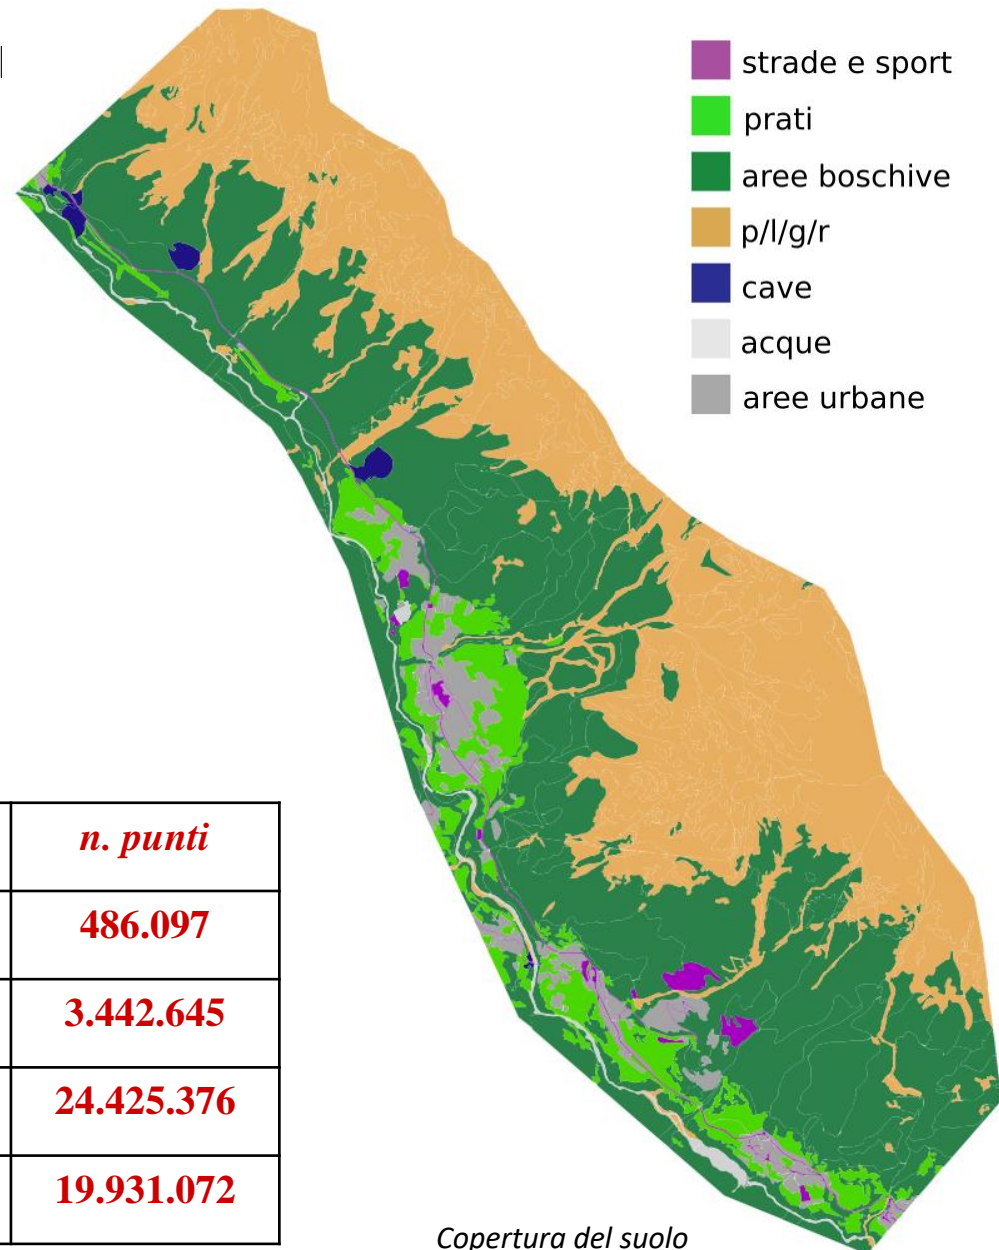 strade e sport
prati
aree boschive
p/l/g/r
cave
acque
aree urbane
n. punti
486.097
3.442.645
24.425.376
19.931.072
Copertura del suolo